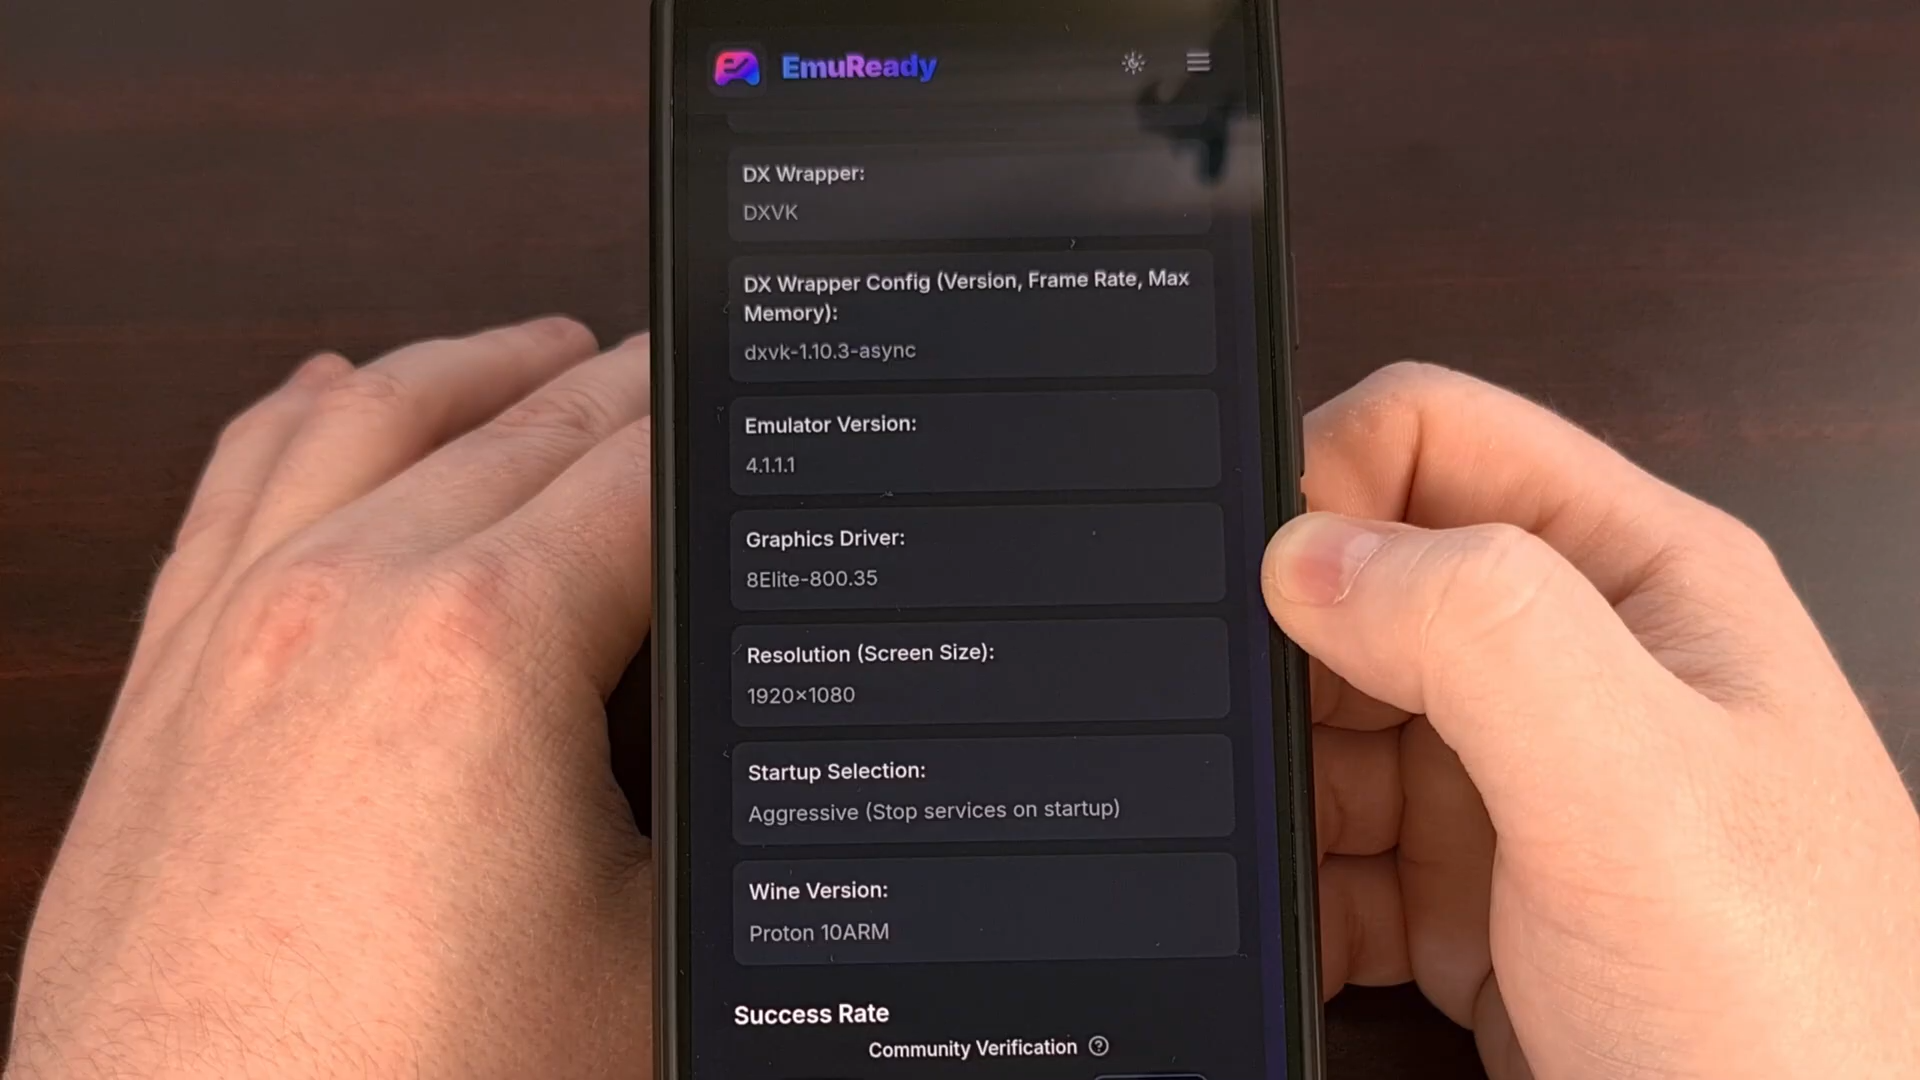 EmuReady
DX Wrapper:
DXVK
DX Wrapper Config (Version, Frame Rate, Max
Memory):
dxvk-1.10.3-async
Emulator Version:
4.1.1.1
Graphics Driver:
8Elite-800.35
Resolution (Screen Size):
1920×1080
Startup Selection:
Aggressive (Stop services on startup)
Wine Version:
Proton 10ARM
Success Rate
Community Verification